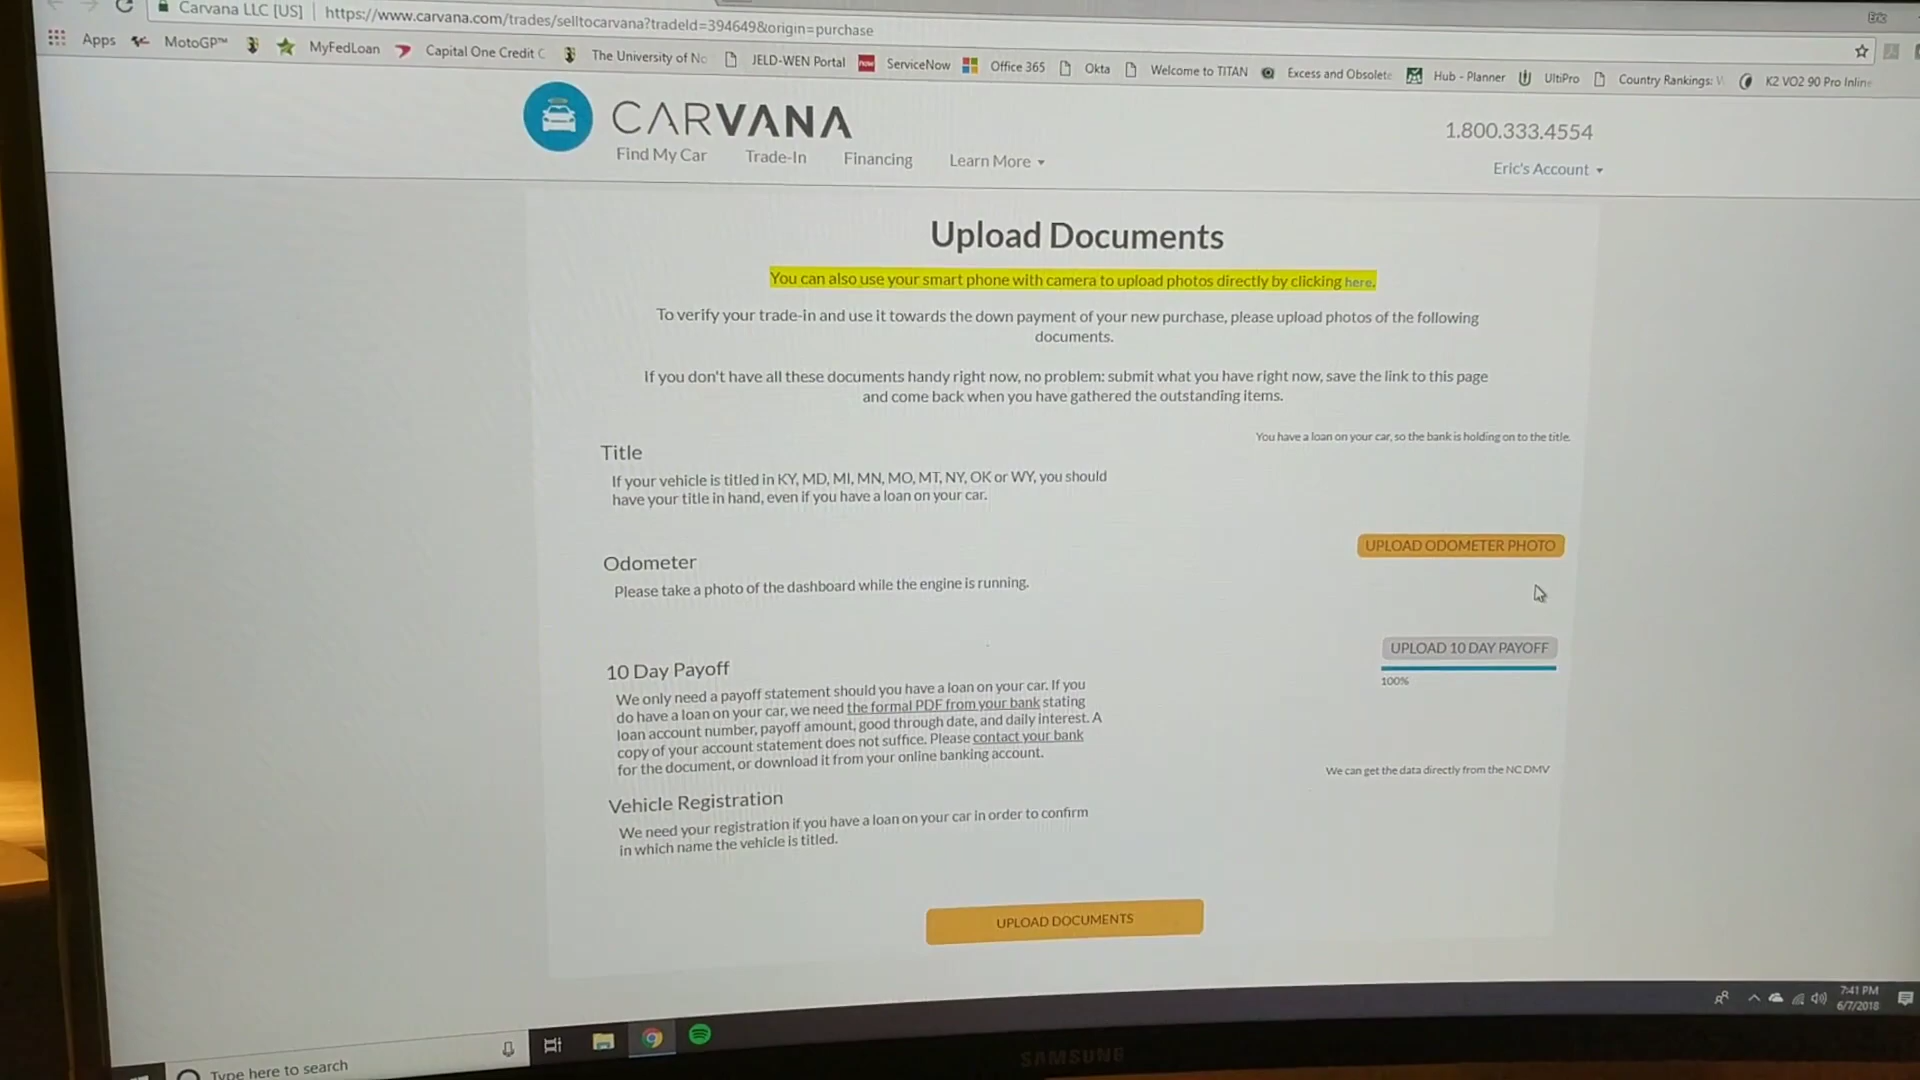 Carvana LLC [US] | https://www.carvana.com/trades/selltocarvana?tradeId=394649&origin=purchase
Eric
Apps MotoGP™ MyFedLoan Capital One Credit C The University of No JELD-WEN Portal ServiceNow Office 365 Okta Welcome to TITAN Excess and Obsolete Hub - Planner UltiPro Country Rankings: K2 VO2 90 Pro Inline
CARVANA
1.800.333.4554
Find My Car Trade-In Financing Learn More
Eric's Account
Upload Documents
You can also use your smart phone with camera to upload photos directly by clicking here.
To verify your trade-in and use it towards the down payment of your new purchase, please upload photos of the following
documents.
If you don't have all these documents handy right now, no problem: submit what you have right now, save the link to this page
and come back when you have gathered the outstanding items.
You have a loan on your car, so the bank is holding on to the title.
Title
If your vehicle is titled in KY, MD, MI, MN, MO, MT, NY, OK or WY, you should
have your title in hand, even if you have a loan on your car.
UPLOAD ODOMETER PHOTO
Odometer
Please take a photo of the dashboard while the engine is running.
UPLOAD 10 DAY PAYOFF
100%
10 Day Payoff
We only need a payoff statement should you have a loan on your car. If you
do have a loan on your car, we need the formal PDF from your bank stating
loan account number, payoff amount, good through date, and daily interest. A
copy of your account statement does not suffice. Please contact your bank
for the document, or download it from your online banking account.
We can get the data directly from the NC DMV
Vehicle Registration
We need your registration if you have a loan on your car in order to confirm
in which name the vehicle is titled.
UPLOAD DOCUMENTS
7:41 PM
6/7/2018
Type here to search
SAMSUNG